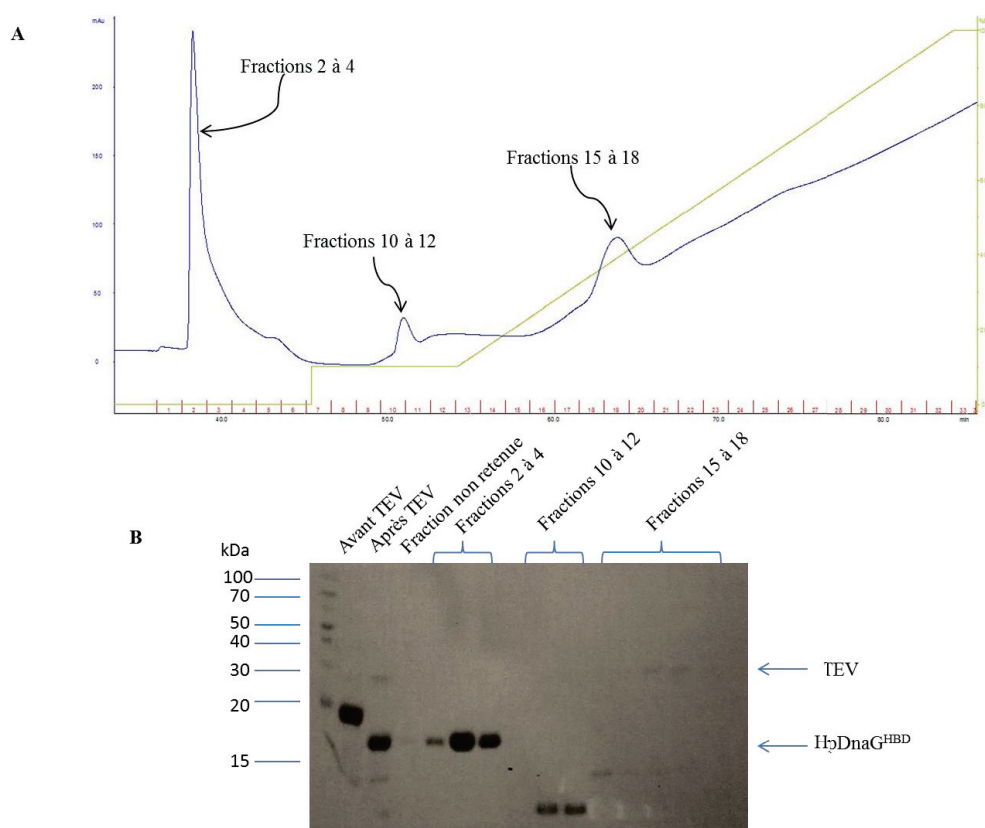 A
mAu
200
150
100
50
0
Fractions 2 à 4
Fractions 10 à 12
Fractions 15 à 18
1 2 3 4 5 6 7 8 9 10 11 12 13 14 15 16 17 18 19 20 21 22 23 24 25 26 27 28 29 30 31 32 33
40.0 50.0 60.0 70.0 80.0 min
B
kDa
Avant TEV
Après TEV
Fraction non retenue
Fractions 2 à 4
Fractions 10 à 12
Fractions 15 à 18
100
70
50
40
30
20
15
TEV
HpDnaGHBD